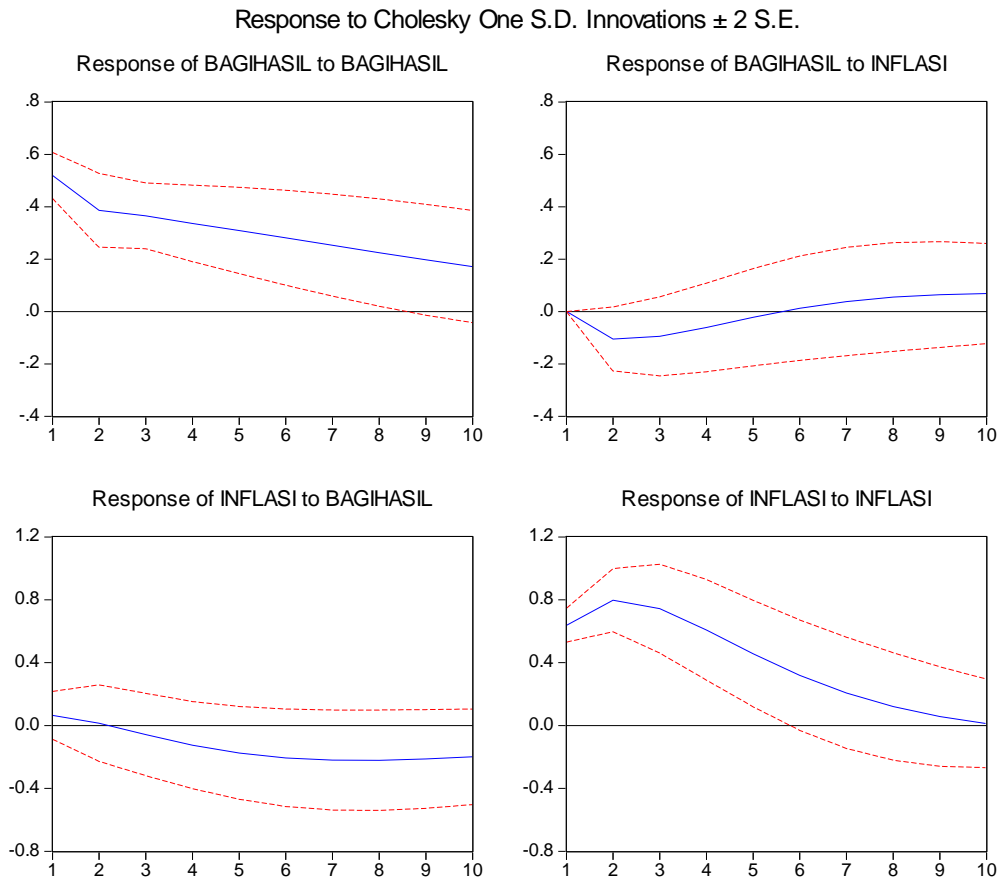 Response to Cholesky One S.D. Innovations ± 2 S.E.
Response of BAGIHASIL to BAGIHASIL
.8
.6
.4
.2
.0
-.2
-.4
1 2 3 4 5 6 7 8 9 10
Response of BAGIHASIL to INFLASI
.8
.6
.4
.2
.0
-.2
-.4
1 2 3 4 5 6 7 8 9 10
Response of INFLASI to BAGIHASIL
1.2
0.8
0.4
0.0
-0.4
-0.8
1 2 3 4 5 6 7 8 9 10
Response of INFLASI to INFLASI
1.2
0.8
0.4
0.0
-0.4
-0.8
1 2 3 4 5 6 7 8 9 10